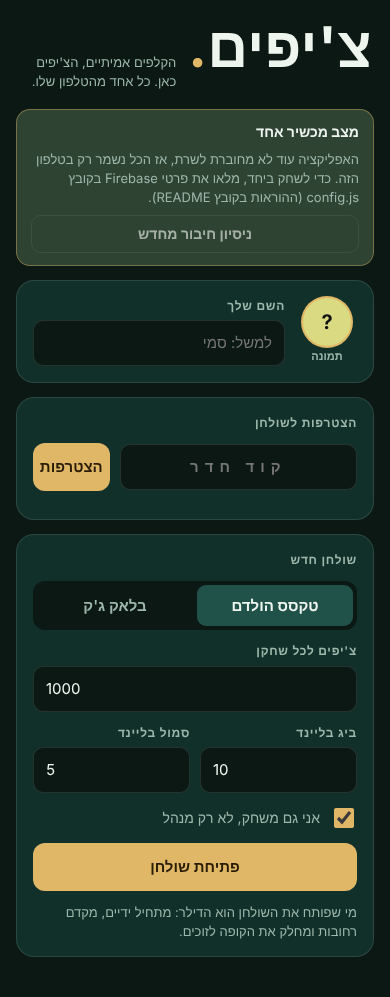 צ'יפים.
הקלפים אמיתיים, הצ'יפים
כאן. כל אחד מהטלפון שלו.
מצב מכשיר אחד
האפליקציה עוד לא מחוברת לשרת, אז הכל נשמר רק בטלפון
הזה. כדי לשחק ביחד, מלאו את פרטי Firebase בקובץ
config.js (ההוראות בקובץ README).
ניסיון חיבור מחדש
?
תמונה
השם שלך
למשל: סמי
הצטרפות לשולחן
קוד חדר
הצטרפות
שולחן חדש
טקסס הולדם
בלאק ג'ק
צ'יפים לכל שחקן
1000
ביג בליינד
סמול בליינד
10
5
אני גם משחק, לא רק מנהל
פתיחת שולחן
מי שפותח את השולחן הוא הדילר: מתחיל ידיים, מקדם
רחובות ומחלק את הקופה לזוכים.